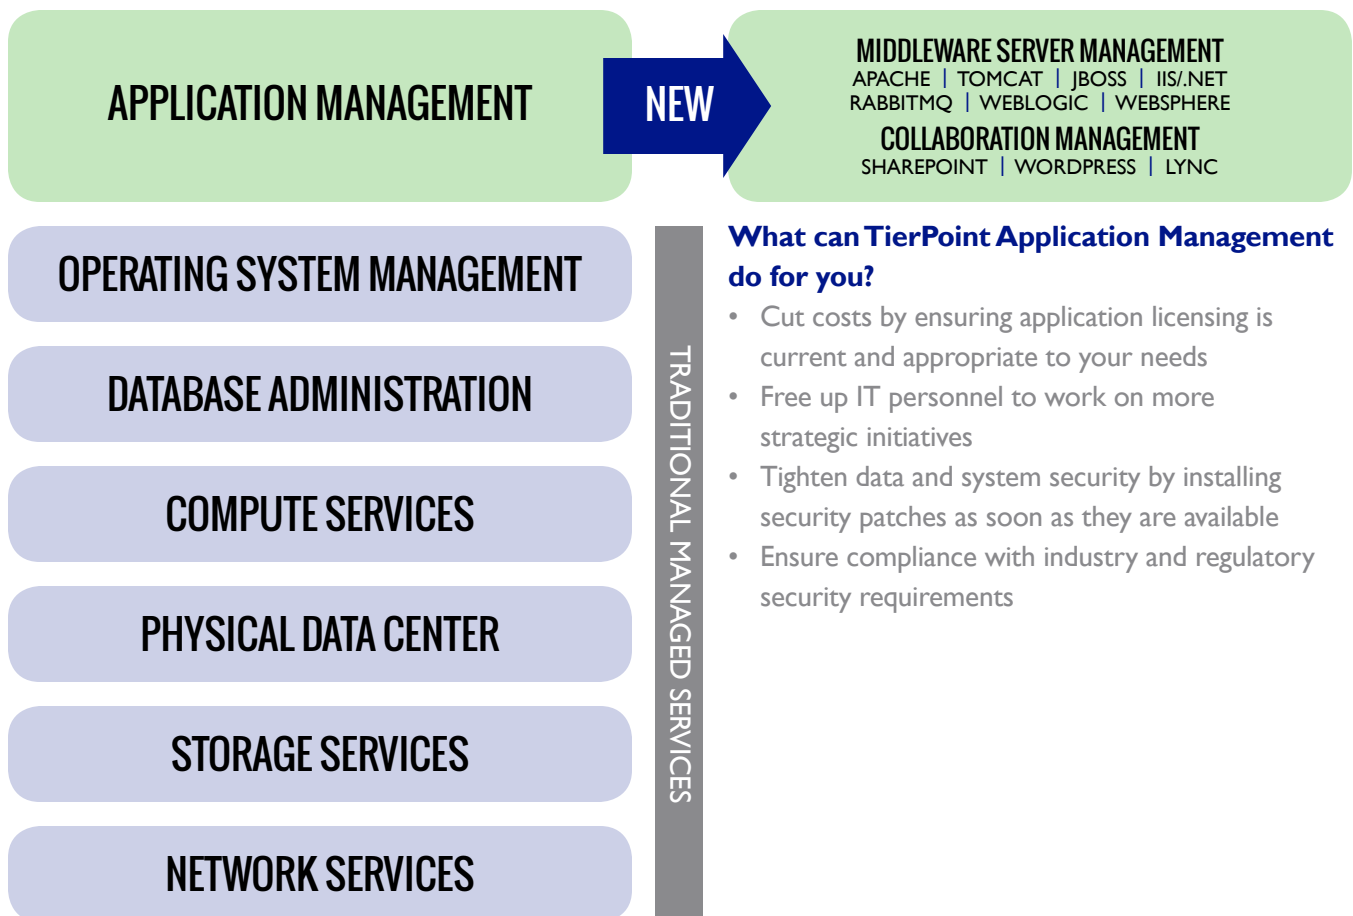 APPLICATION MANAGEMENT
NEW
MIDDLEWARE SERVER MANAGEMENT
APACHE | TOMCAT | JBOSS | IIS/.NET
RABBITMQ | WEBLOGIC | WEBSPHERE
COLLABORATION MANAGEMENT
SHAREPOINT | WORDPRESS | LYNC
OPERATING SYSTEM MANAGEMENT
DATABASE ADMINISTRATION
COMPUTE SERVICES
PHYSICAL DATA CENTER
STORAGE SERVICES
NETWORK SERVICES
TRADITIONAL MANAGED SERVICES
What can TierPoint Application Management
do for you?
• Cut costs by ensuring application licensing is
current and appropriate to your needs
• Free up IT personnel to work on more
strategic initiatives
• Tighten data and system security by installing
security patches as soon as they are available
• Ensure compliance with industry and regulatory
security requirements